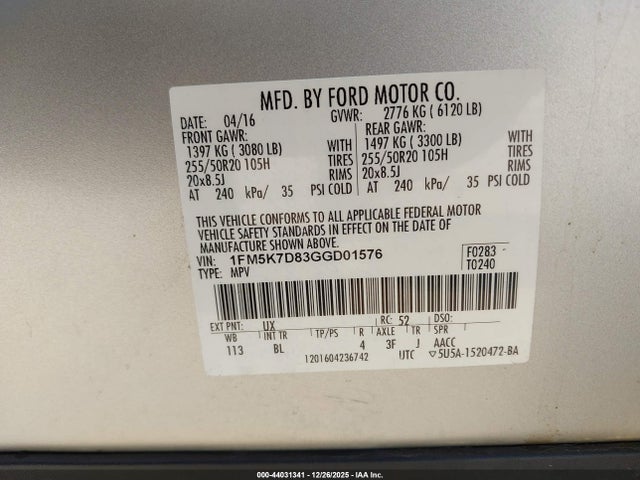 MFD. BY FORD MOTOR CO.
DATE: 04/16 GVWR: 2776 KG ( 6120 LB)
FRONT GAWR: REAR GAWR:
1397 KG ( 3080 LB) WITH 1497 KG ( 3300 LB) WITH
255/50R20 105H TIRES 255/50R20 105H TIRES
20x8.5J RIMS 20x8.5J RIMS
AT 240 kPa/ 35 PSI COLD AT 240 kPa/ 35 PSI COLD
THIS VEHICLE CONFORMS TO ALL APPLICABLE FEDERAL MOTOR
VEHICLE SAFETY STANDARDS IN EFFECT ON THE DATE OF
MANUFACTURE SHOWN ABOVE.
VIN: 1FM5K7D83GGD01576 F0283
TYPE: MPV T0240
EXT PNT: UX RC: 52 DSO:
WB INT TR TP/PS R AXLE TR SPR
113 BL 4 3F J AACC
1201604236742 UTC ▽5U5A-1520472-BA
000-44031341 | 12/26/2025 | IAA Inc.